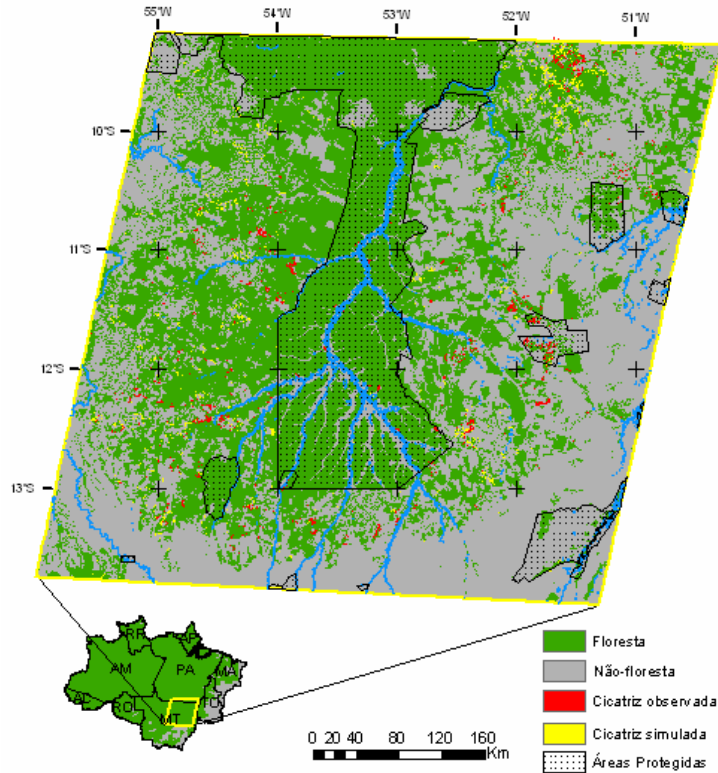 55°W 54°W 53°W 52°W 51°W
10°S
11°S
12°S
13°S
RR AP
AM PA MA
AC RO MT TO
Floresta
Não-floresta
Cicatriz observada
Cicatriz simulada
Áreas Protegidas
0 20 40 80 120 160
Km